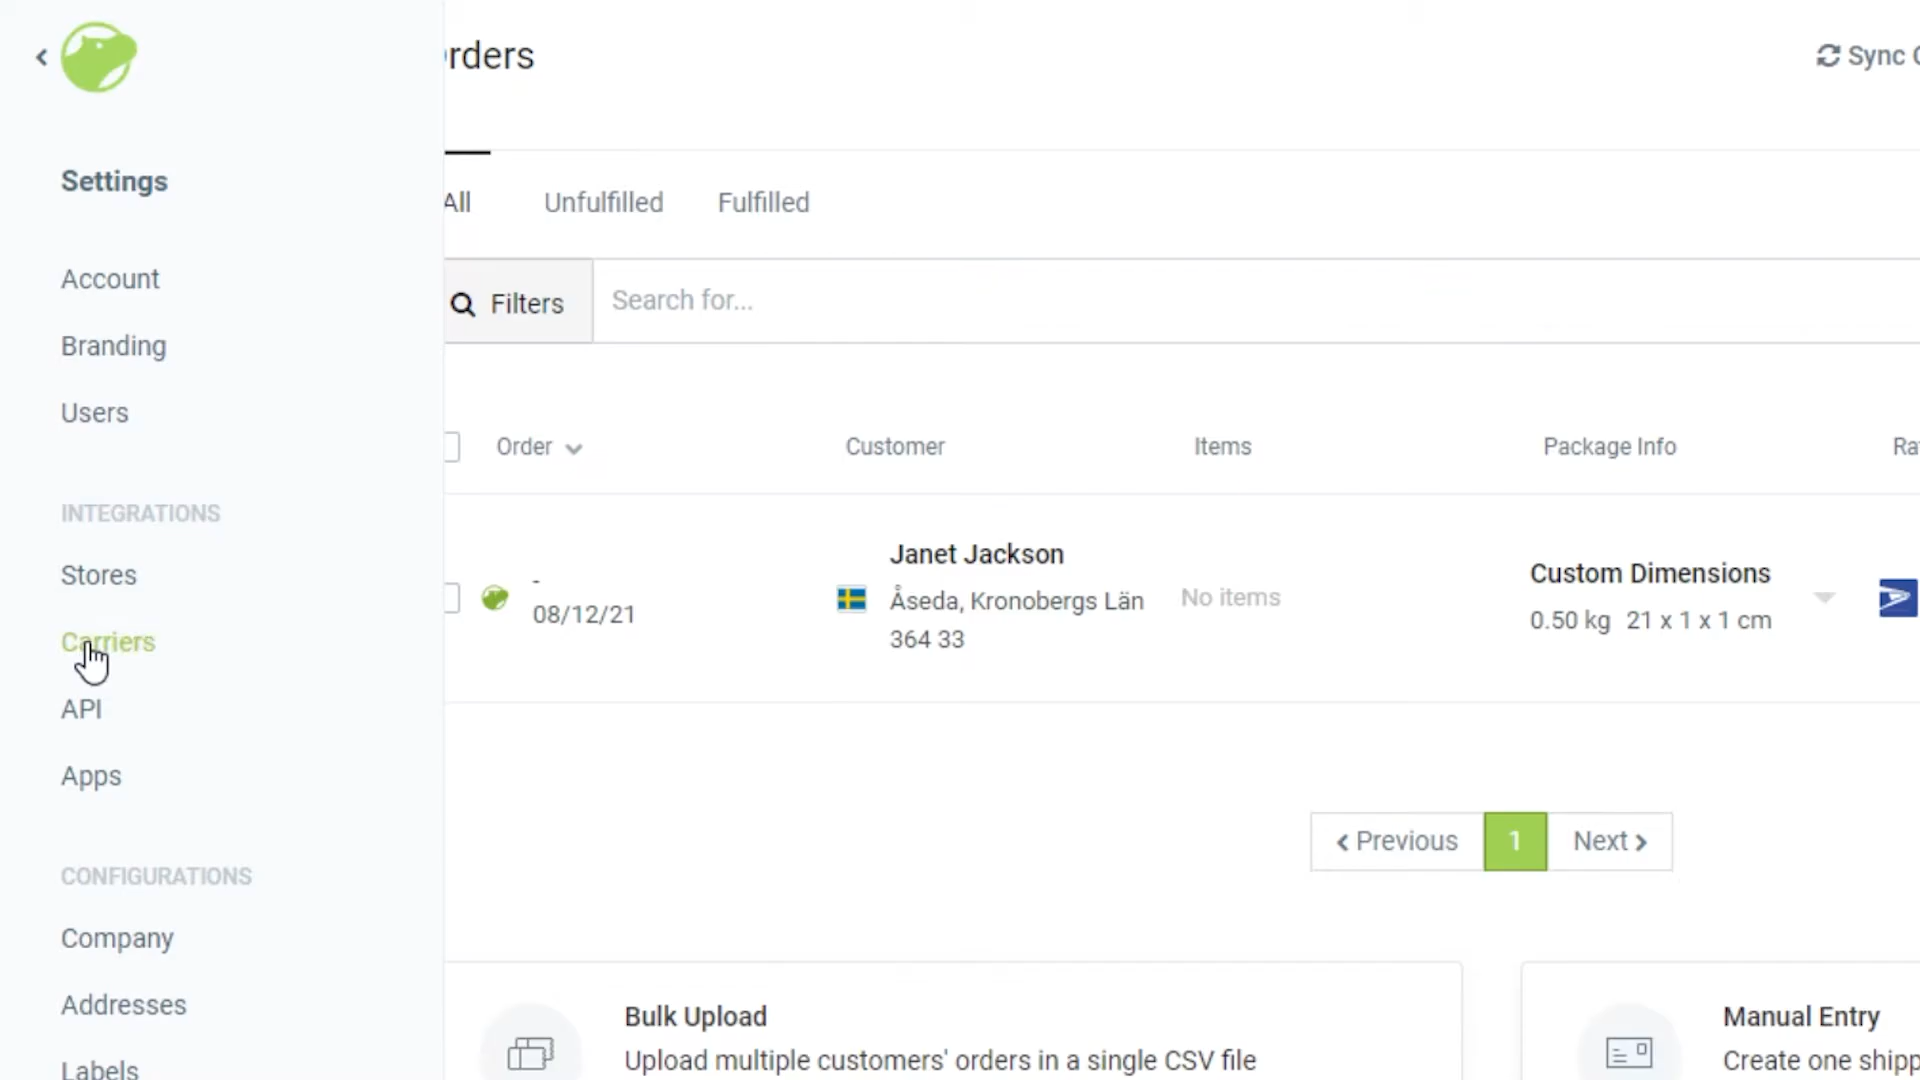 Settings
Account
Branding
Users
INTEGRATIONS
Stores
Carriers
API
Apps
CONFIGURATIONS
Company
Addresses
Labels
rders
Sync
All
Unfulfilled
Fulfilled
Filters
Search for...
Order
Customer
Items
Package Info
Ra
-
08/12/21
Janet Jackson
Åseda, Kronobergs Län
364 33
No items
Custom Dimensions
0.50 kg 21 x 1 x 1 cm
Previous
1
Next
Bulk Upload
Upload multiple customers' orders in a single CSV file
Manual Entry
Create one shipp